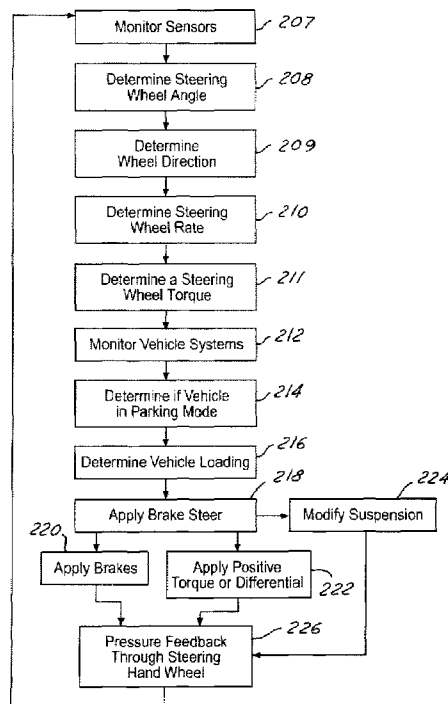 Monitor Sensors
207
Determine Steering
Wheel Angle
208
Determine
Wheel Direction
209
Determine Steering
Wheel Rate
210
Determine a Steering
Wheel Torque
211
Monitor Vehicle Systems
212
Determine if Vehicle
in Parking Mode
214
Determine Vehicle Loading
216
Apply Brake Steer
218
Modify Suspension
224
220
Apply Brakes
Apply Positive
Torque or Differential
222
Pressure Feedback
Through Steering
Hand Wheel
226